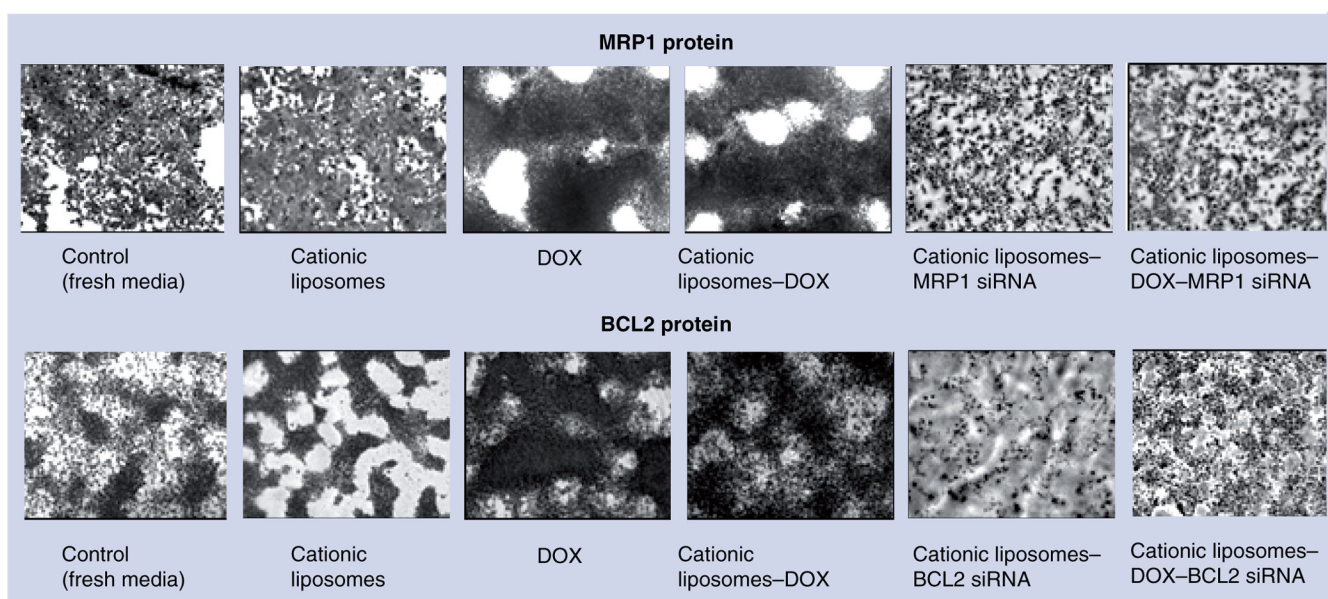 MRP1 protein
Control
(fresh media)
Cationic
liposomes
DOX
Cationic
liposomes–DOX
Cationic liposomes–
MRP1 siRNA
Cationic liposomes–
DOX–MRP1 siRNA
BCL2 protein
Control
(fresh media)
Cationic
liposomes
DOX
Cationic
liposomes–DOX
Cationic liposomes–
BCL2 siRNA
Cationic liposomes–
DOX–BCL2 siRNA